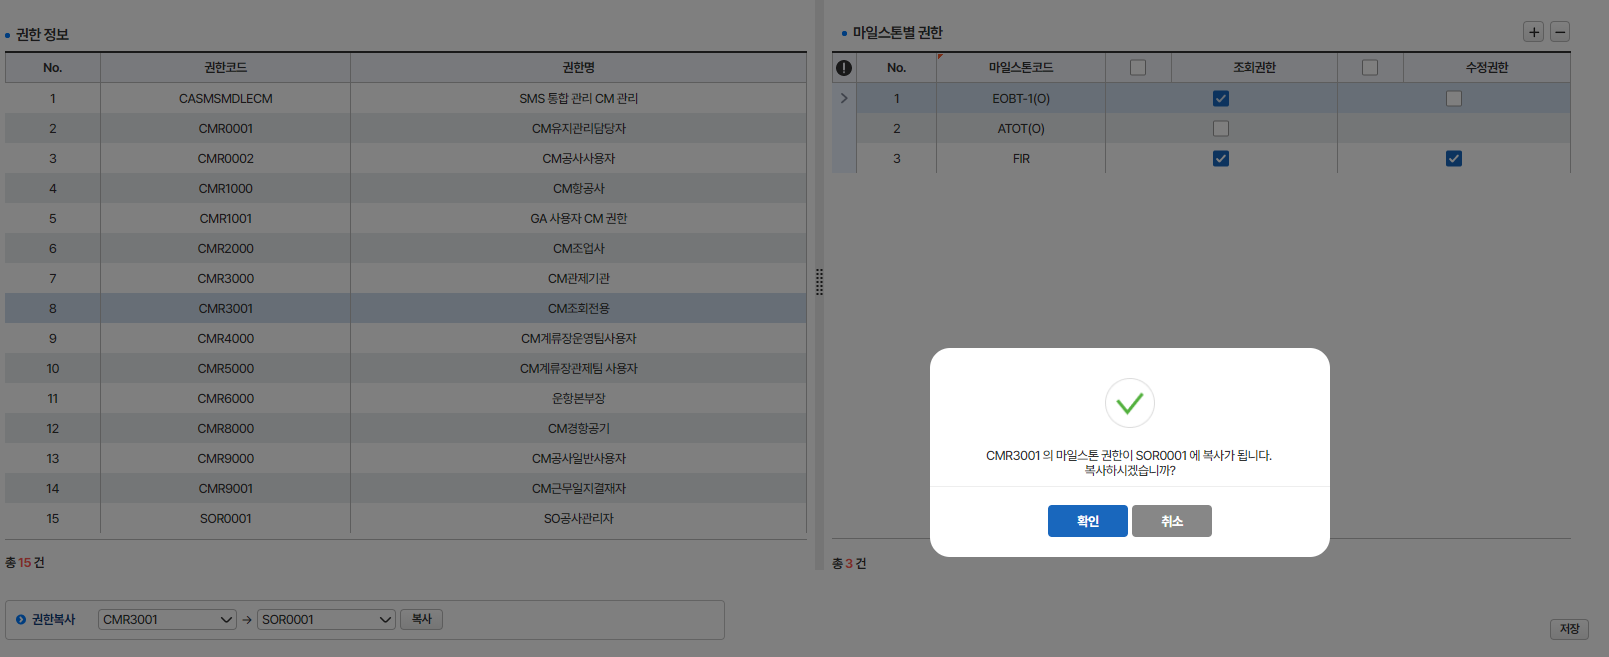 권한 정보
No. 권한코드 권한명
1 CASMSMDLECM SMS 통합 관리 CM 관리
2 CMR0001 CM유지관리담당자
3 CMR0002 CM공사사용자
4 CMR1000 CM항공사
5 CMR1001 GA 사용자 CM 권한
6 CMR2000 CM조업사
7 CMR3000 CM관제기관
8 CMR3001 CM조회전용
9 CMR4000 CM계류장운영팀사용자
10 CMR5000 CM계류장관제팀 사용자
11 CMR6000 운항본부장
12 CMR8000 CM경항공기
13 CMR9000 CM공사일반사용자
14 CMR9001 CM근무일지결재자
15 SOR0001 SO공사관리자
총 15 건
권한복사 CMR3001 → SOR0001 복사
마일스톤별 권한
No. 마일스톤코드 조회권한 수정권한
1 EOBT-1(O)
2 ATOT(O)
3 FIR
총 3 건
저장
CMR3001 의 마일스톤 권한이 SOR0001 에 복사가 됩니다.
복사하시겠습니까?
확인 취소